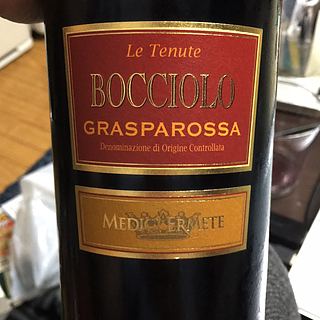 Le Tenute
BOCCIOLO
GRASPAROSSA
Denominazione di Origine Controllata
MEDICI ERMETE